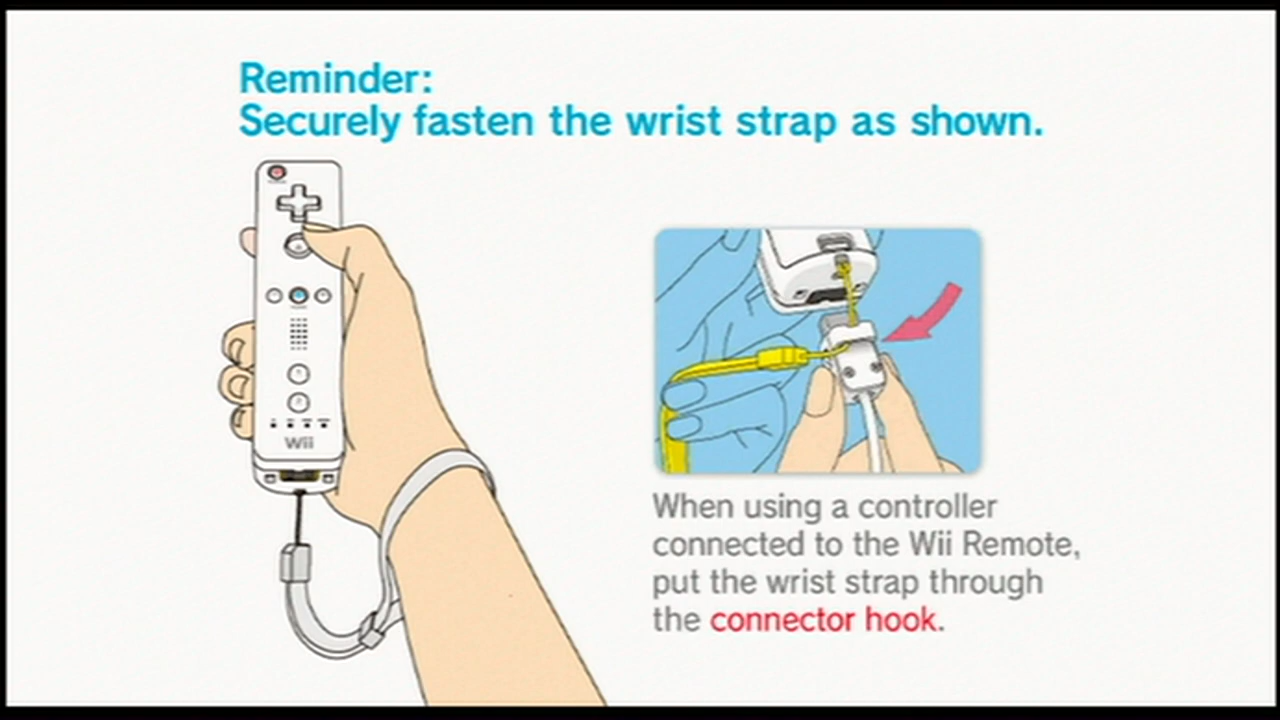 Reminder:
Securely fasten the wrist strap as shown.
Wii
When using a controller
connected to the Wii Remote,
put the wrist strap through
the connector hook.